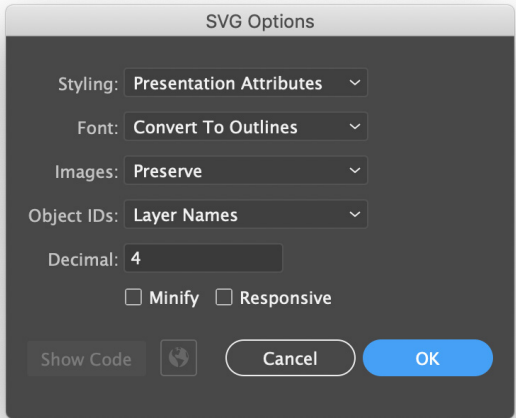 SVG Options
Styling: Presentation Attributes
Font: Convert To Outlines
Images: Preserve
Object IDs: Layer Names
Decimal: 4
Minify Responsive
Show Code Cancel OK